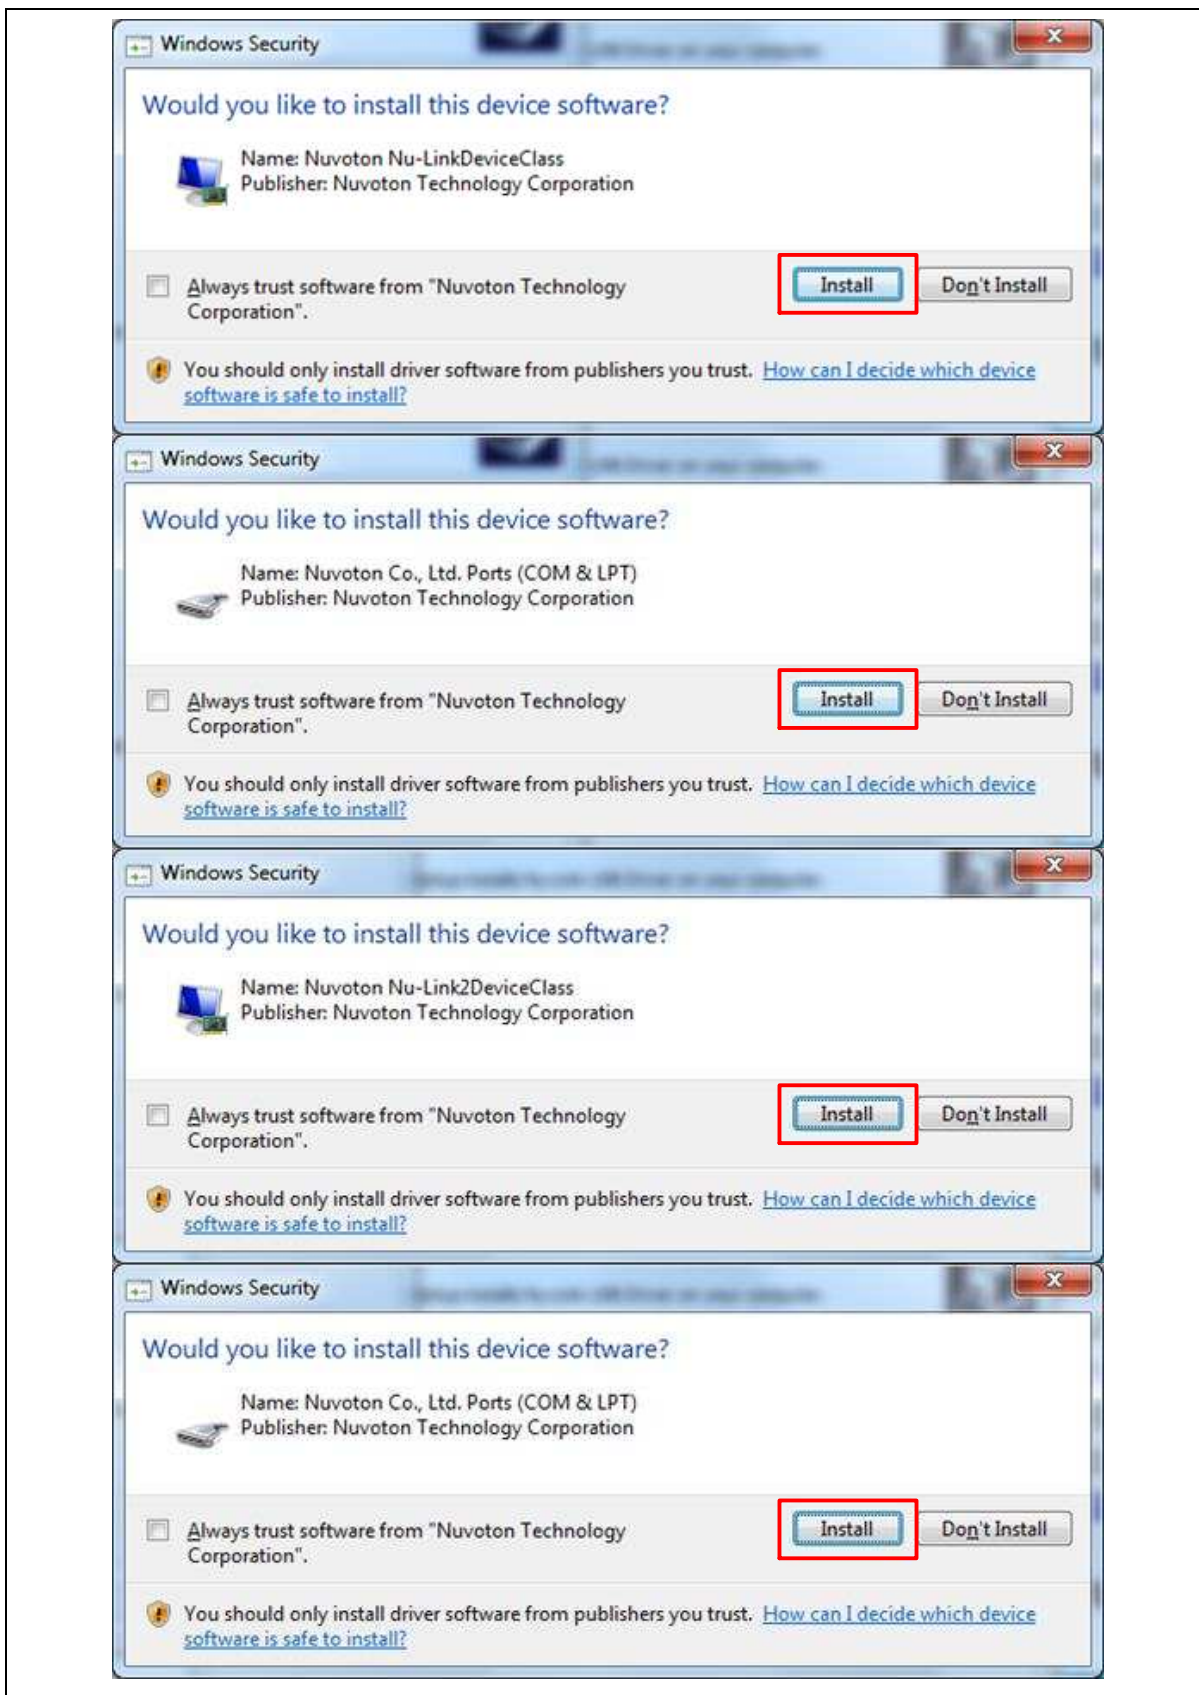 Windows Security
Would you like to install this device software?
Name: Nuvoton Nu-LinkDeviceClass
Publisher: Nuvoton Technology Corporation
Always trust software from "Nuvoton Technology
Corporation".
Install
Don't Install
You should only install driver software from publishers you trust. How can I decide which device
software is safe to install?
Windows Security
Would you like to install this device software?
Name: Nuvoton Co., Ltd. Ports (COM & LPT)
Publisher: Nuvoton Technology Corporation
Always trust software from "Nuvoton Technology
Corporation".
Install
Don't Install
You should only install driver software from publishers you trust. How can I decide which device
software is safe to install?
Windows Security
Would you like to install this device software?
Name: Nuvoton Nu-Link2DeviceClass
Publisher: Nuvoton Technology Corporation
Always trust software from "Nuvoton Technology
Corporation".
Install
Don't Install
You should only install driver software from publishers you trust. How can I decide which device
software is safe to install?
Windows Security
Would you like to install this device software?
Name: Nuvoton Co., Ltd. Ports (COM & LPT)
Publisher: Nuvoton Technology Corporation
Always trust software from "Nuvoton Technology
Corporation".
Install
Don't Install
You should only install driver software from publishers you trust. How can I decide which device
software is safe to install?